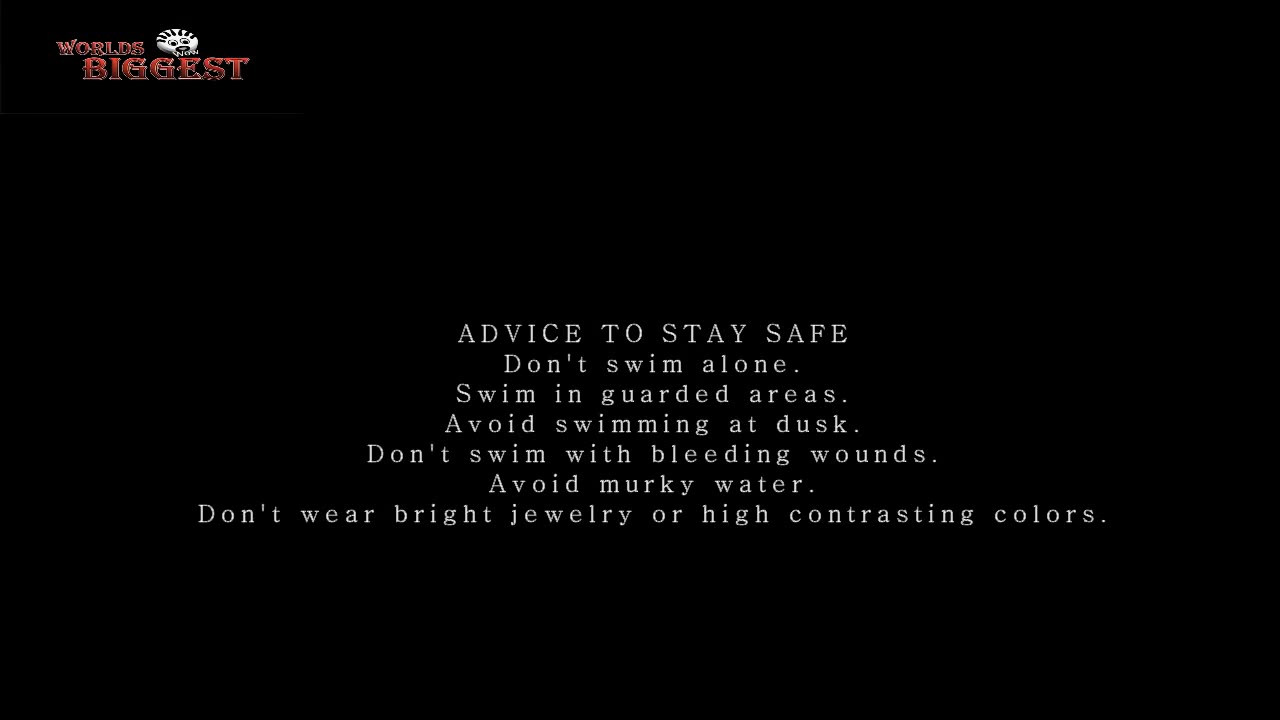 WORLDS
BIGGEST
ADVICE TO STAY SAFE
Don't swim alone.
Swim in guarded areas.
Avoid swimming at dusk.
Don't swim with bleeding wounds.
Avoid murky water.
Don't wear bright jewelry or high contrasting colors.